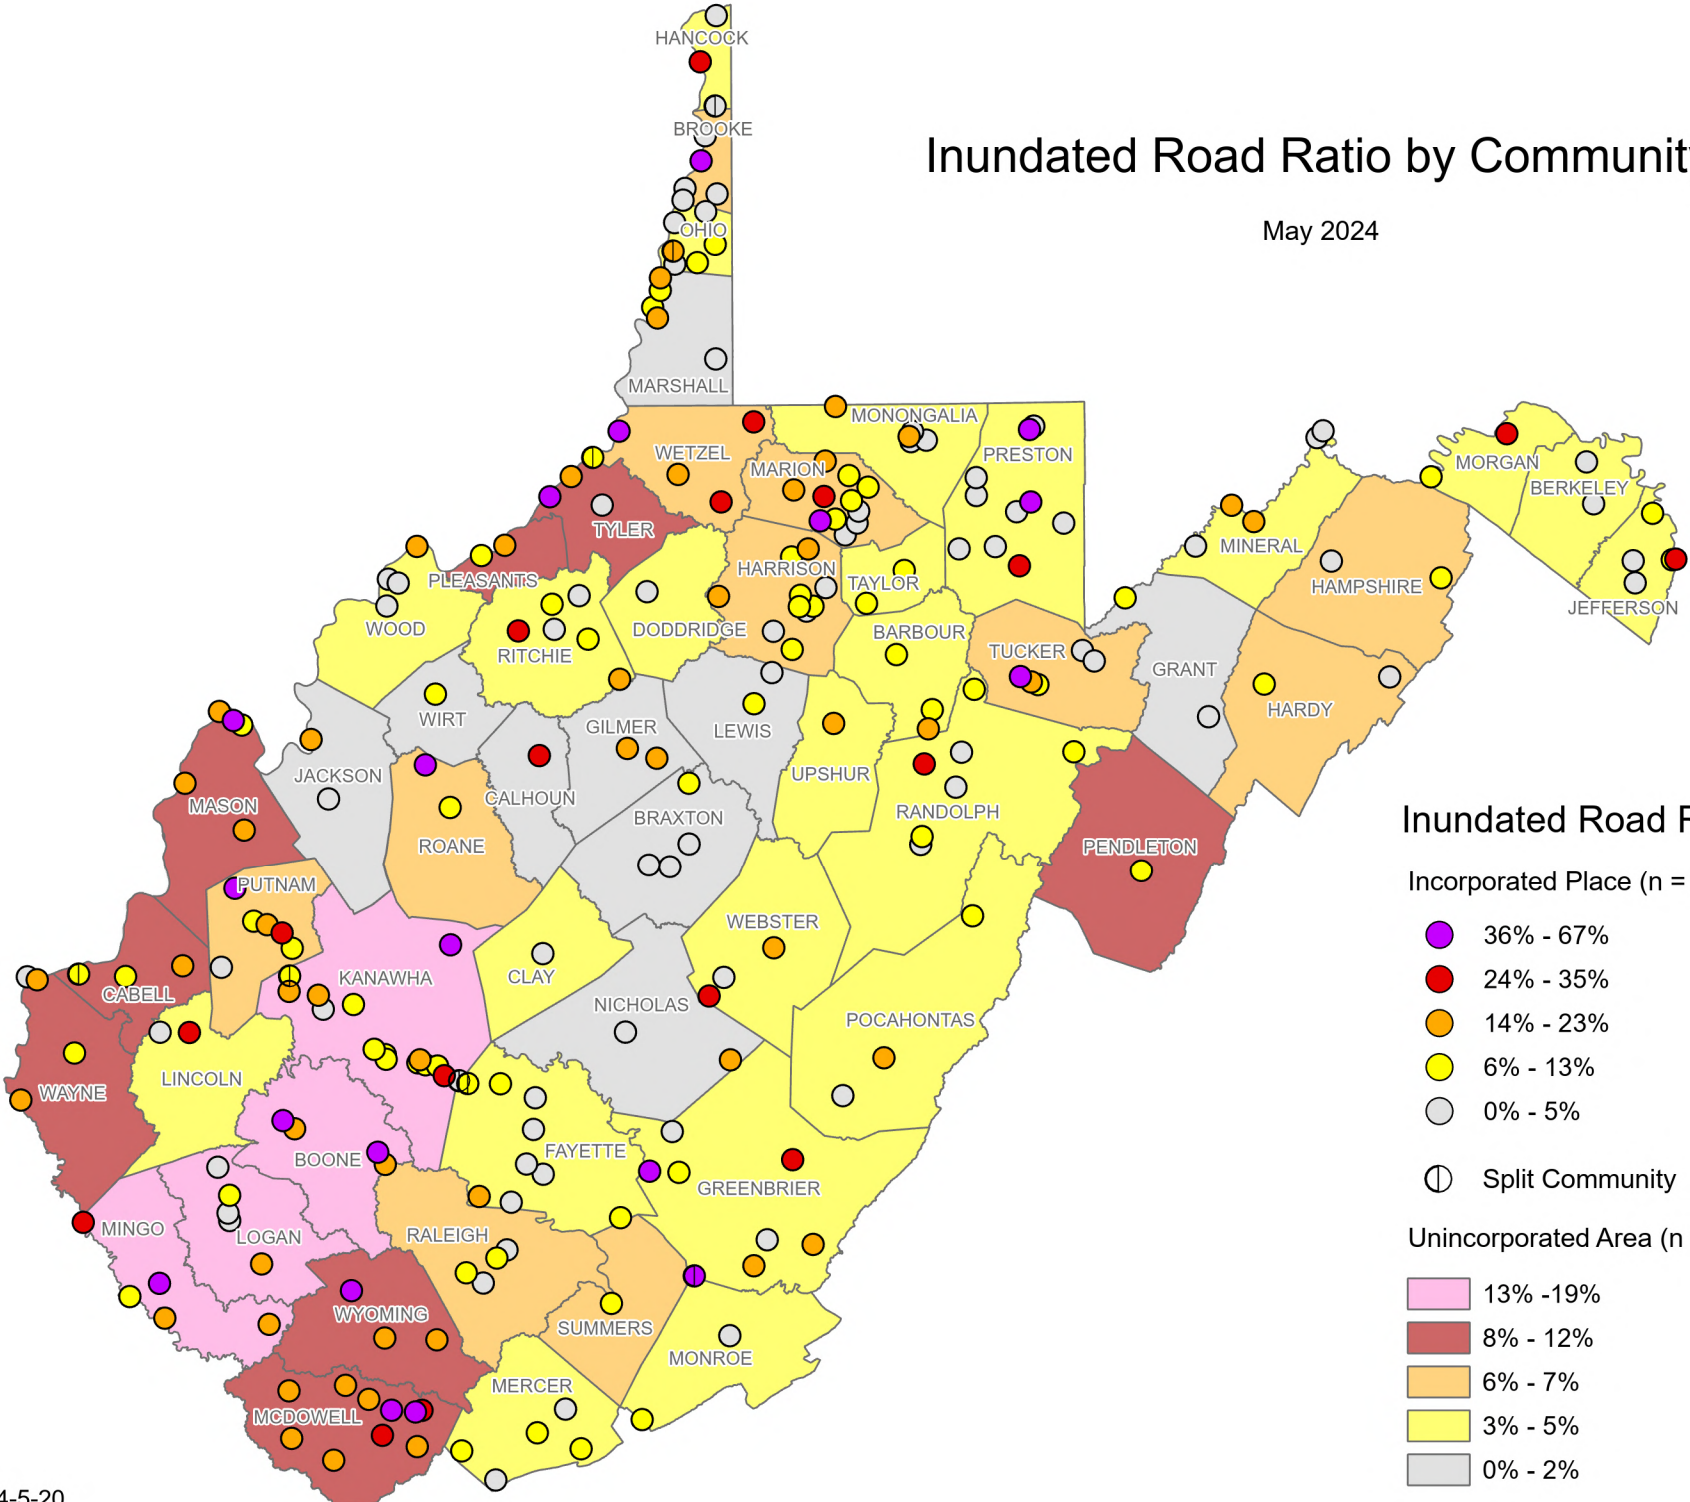 HANCOCK
BROOKE
Inundated Road Ratio by Communit
OHIO
May 2024
MARSHALL
MONONGALIA
WETZEL
MARION
PRESTON
MORGAN
BERKELEY
TYLER
MINERAL
HARRISON
TAYLOR
PLEASANTS
HAMPSHIRE
JEFFERSON
WOOD
DODDRIDGE
BARBOUR
RITCHIE
TUCKER
GRANT
WIRT
GILMER
LEWIS
HARDY
JACKSON
UPSHUR
CALHOUN
MASON
BRAXTON
RANDOLPH
Inundated Road R
ROANE
PENDLETON
PUTNAM
Incorporated Place (n =
WEBSTER
36% - 67%
KANAWHA
CLAY
24% - 35%
CABELL
NICHOLAS
POCAHONTAS
14% - 23%
LINCOLN
6% - 13%
WAYNE
0% - 5%
BOONE
FAYETTE
GREENBRIER
Split Community
MINGO
LOGAN
RALEIGH
Unincorporated Area (n
13% -19%
WYOMING
SUMMERS
8% - 12%
MONROE
MERCER
6% - 7%
MCDOWELL
3% - 5%
0% - 2%
4-5-20